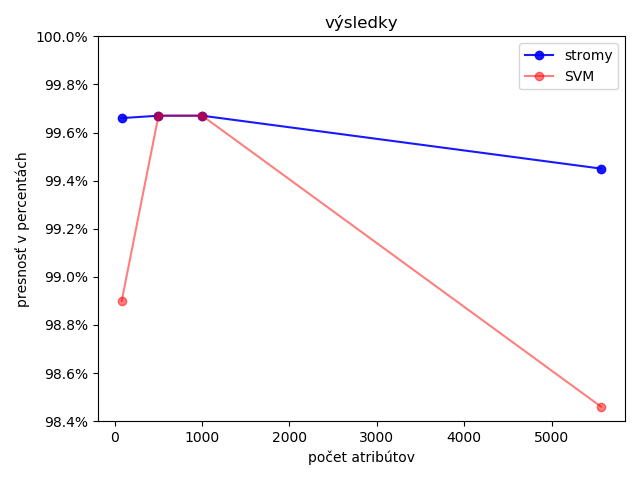 výsledky
100.0%
99.8%
99.6%
99.4%
99.2%
99.0%
98.8%
98.6%
98.4%
presnosť v percentách
stromy
SVM
0 1000 2000 3000 4000 5000
počet atribútov